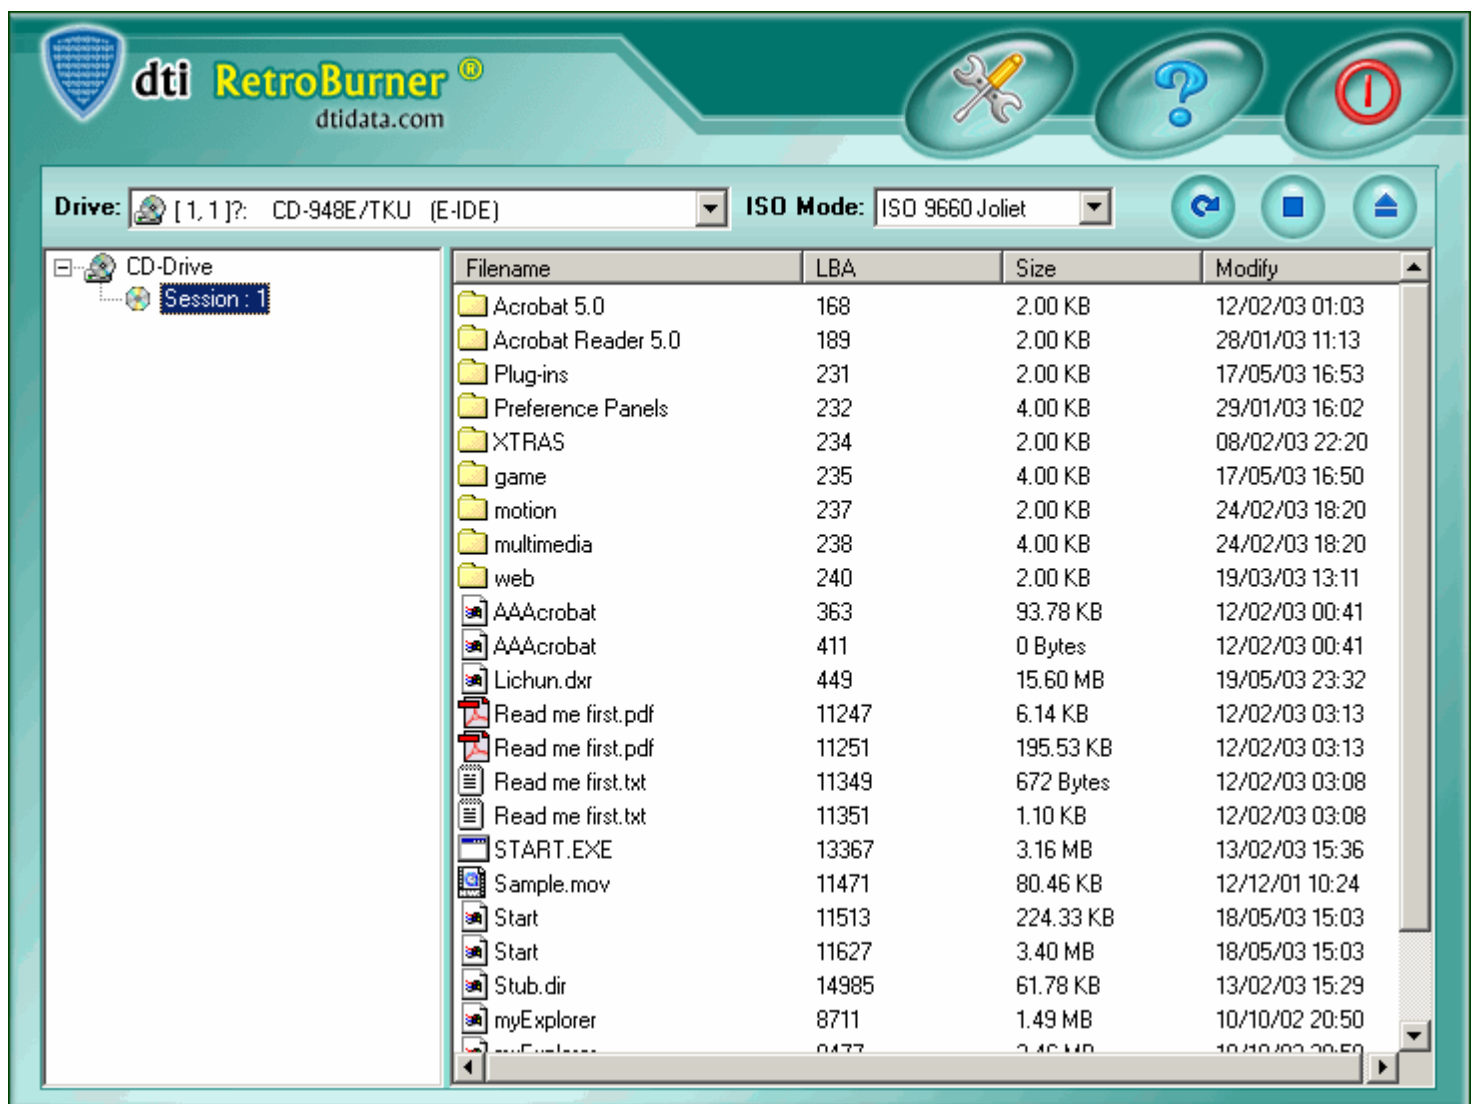 dti RetroBurner ®
dtidata.com
Drive: [ 1, 1 ]?: CD-948E/TKU (E-IDE) ISO Mode: ISO 9660 Joliet
CD-Drive
Session : 1
Filename LBA Size Modify
Acrobat 5.0 168 2.00 KB 12/02/03 01:03
Acrobat Reader 5.0 189 2.00 KB 28/01/03 11:13
Plug-ins 231 2.00 KB 17/05/03 16:53
Preference Panels 232 4.00 KB 29/01/03 16:02
XTRAS 234 2.00 KB 08/02/03 22:20
game 235 4.00 KB 17/05/03 16:50
motion 237 2.00 KB 24/02/03 18:20
multimedia 238 4.00 KB 24/02/03 18:20
web 240 2.00 KB 19/03/03 13:11
AAAcrobat 363 93.78 KB 12/02/03 00:41
AAAcrobat 411 0 Bytes 12/02/03 00:41
Lichun.dxr 449 15.60 MB 19/05/03 23:32
Read me first.pdf 11247 6.14 KB 12/02/03 03:13
Read me first.pdf 11251 195.53 KB 12/02/03 03:13
Read me first.txt 11349 672 Bytes 12/02/03 03:08
Read me first.txt 11351 1.10 KB 12/02/03 03:08
START.EXE 13367 3.16 MB 13/02/03 15:36
Sample.mov 11471 80.46 KB 12/12/01 10:24
Start 11513 224.33 KB 18/05/03 15:03
Start 11627 3.40 MB 18/05/03 15:03
Stub.dir 14985 61.78 KB 13/02/03 15:29
myExplorer 8711 1.49 MB 10/10/02 20:50